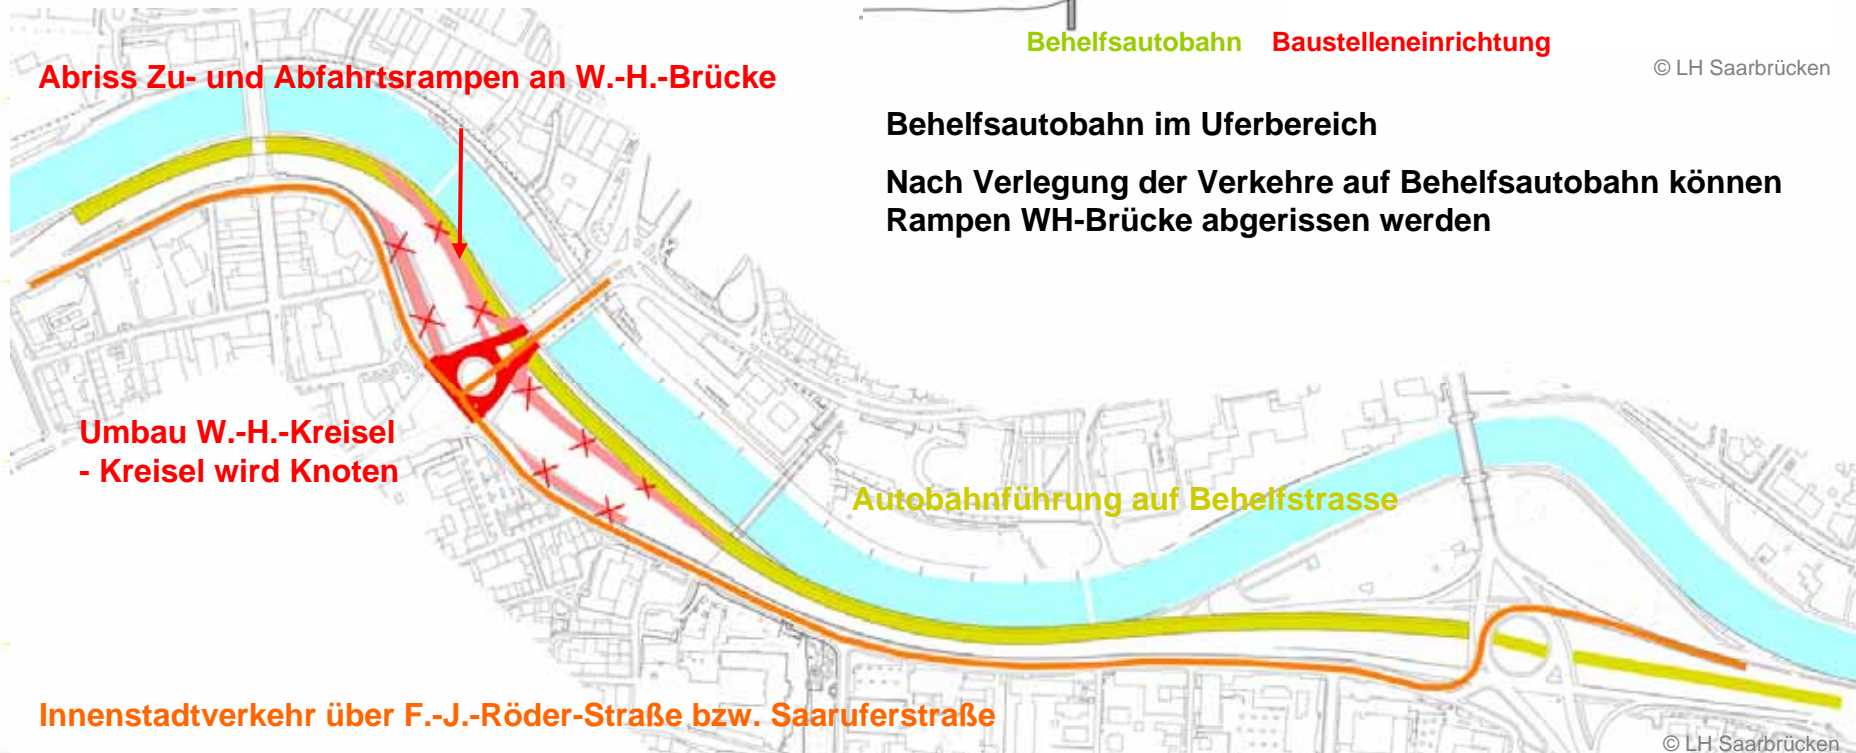 Behelfsautobahn Baustelleneinrichtung
© LH Saarbrücken
Abriss Zu- und Abfahrtsrampen an W.-H.-Brücke
Behelfsautobahn im Uferbereich
Nach Verlegung der Verkehre auf Behelfsautobahn können
Rampen WH-Brücke abgerissen werden
Umbau W.-H.-Kreisel
- Kreisel wird Knoten
Autobahnführung auf Behelfstrasse
Innenstadtverkehr über F.-J.-Röder-Straße bzw. Saaruferstraße
© LH Saarbrücken